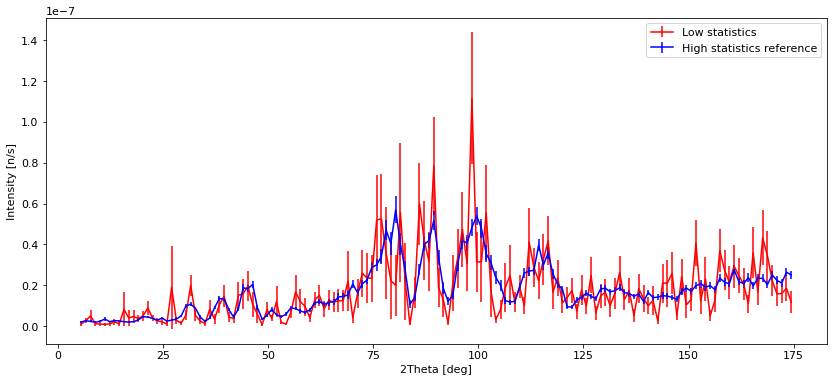 1e−7
Low statistics
High statistics reference
1.4
1.2
1.0
0.8
0.6
0.4
0.2
0.0
Intensity [n/s]
0 25 50 75 100 125 150 175
2Theta [deg]